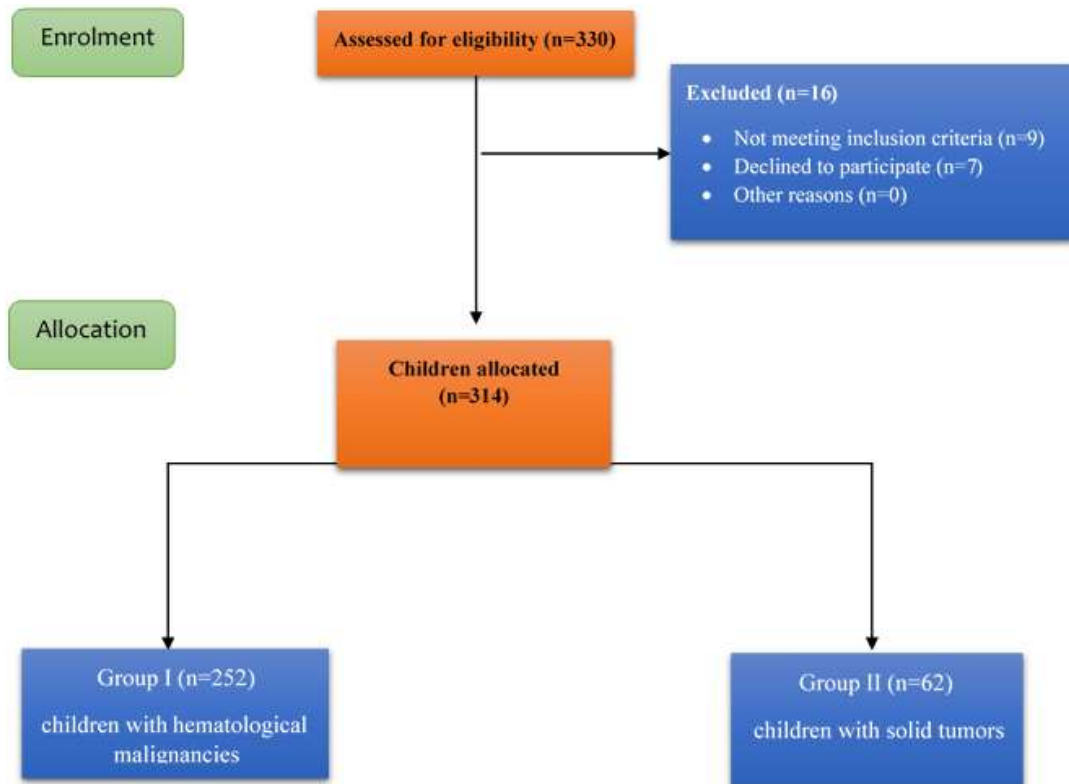 Enrolment
Assessed for eligibility (n=330)
Excluded (n=16)
• Not meeting inclusion criteria (n=9)
• Declined to participate (n=7)
• Other reasons (n=0)
Allocation
Children allocated
(n=314)
Group I (n=252)
children with hematological
malignancies
Group II (n=62)
children with solid tumors